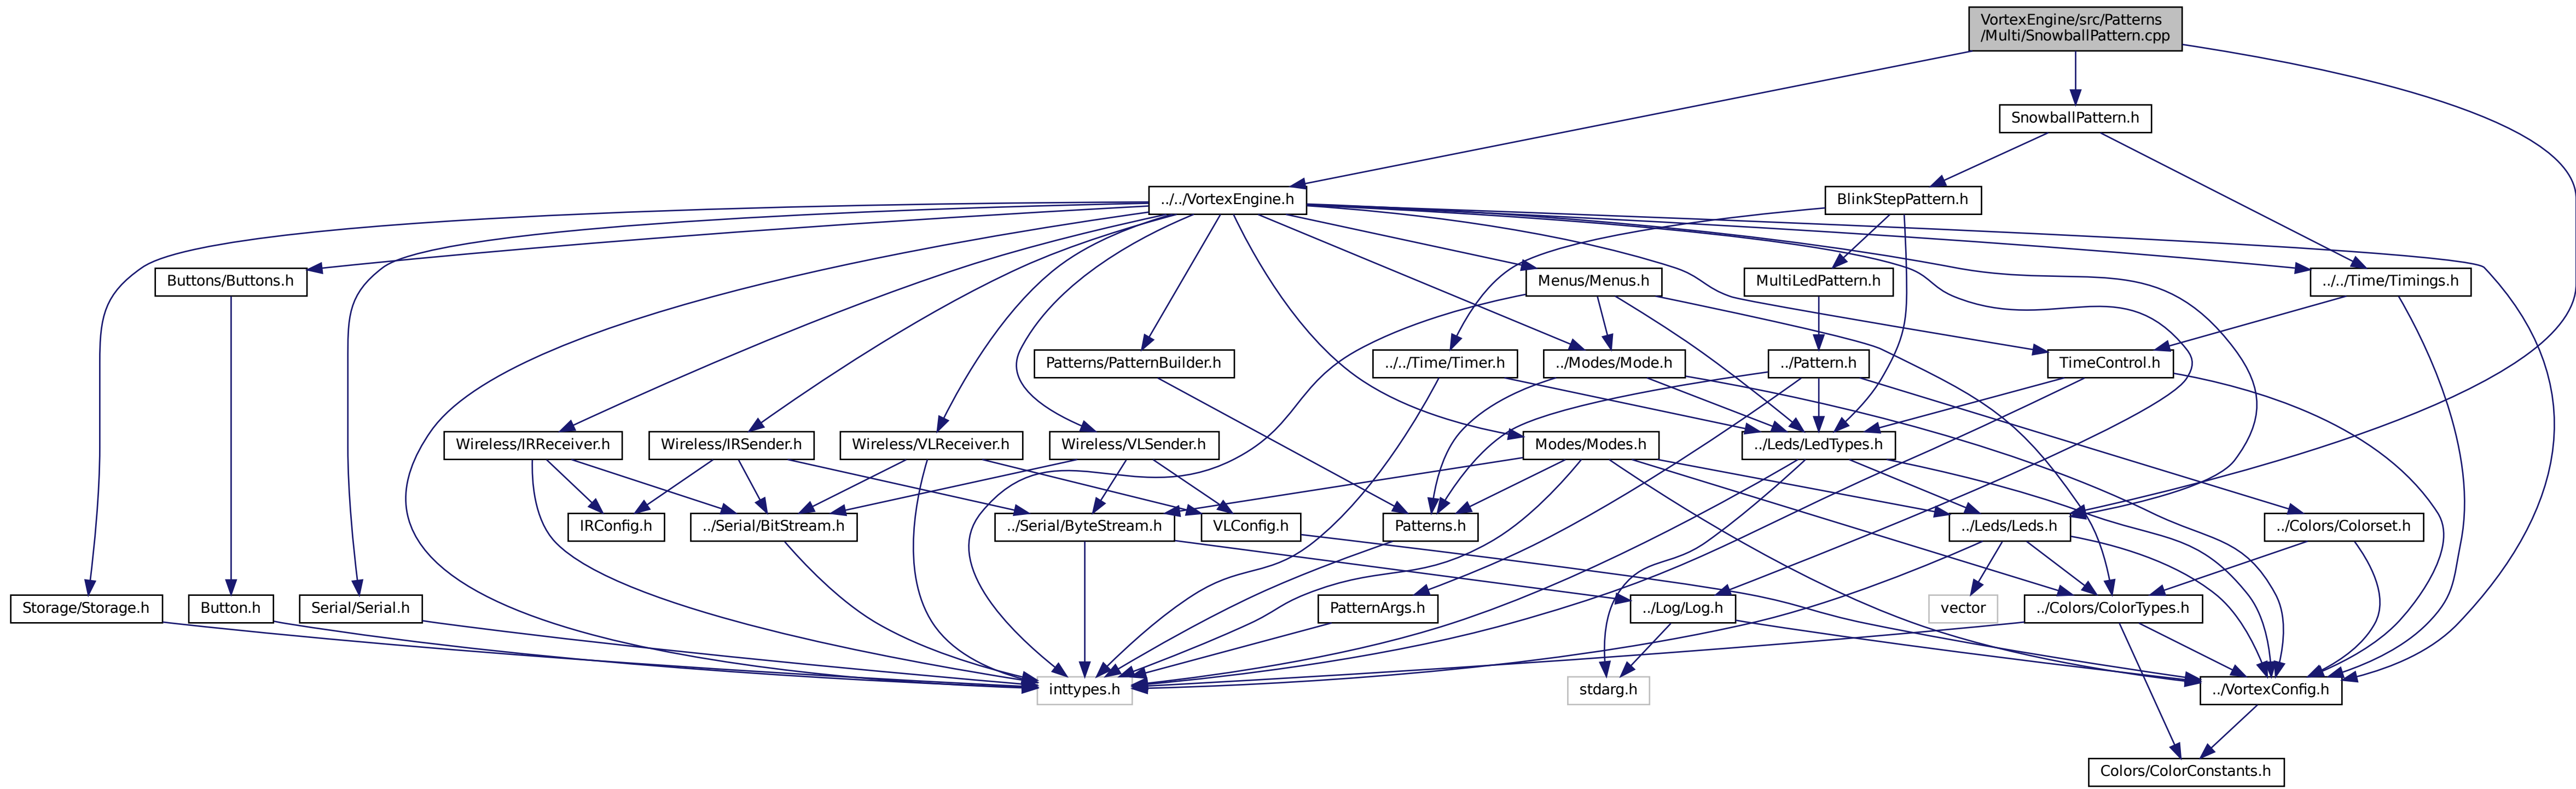 VortexEngine/src/Patterns
/Multi/SnowballPattern.cpp
SnowballPattern.h
../../VortexEngine.h
BlinkStepPattern.h
Buttons/Buttons.h
Menus/Menus.h
MultiLedPattern.h
../../Time/Timings.h
Patterns/PatternBuilder.h
../../Time/Timer.h
../Modes/Mode.h
../Pattern.h
TimeControl.h
Wireless/IRReceiver.h
Wireless/IRSender.h
Wireless/VLReceiver.h
Wireless/VLSender.h
Modes/Modes.h
../Leds/LedTypes.h
IRConfig.h
../Serial/BitStream.h
../Serial/ByteStream.h
VLConfig.h
Patterns.h
../Leds/Leds.h
../Colors/Colorset.h
Storage/Storage.h
Button.h
Serial/Serial.h
PatternArgs.h
../Log/Log.h
vector
../Colors/ColorTypes.h
inttypes.h
stdarg.h
../VortexConfig.h
Colors/ColorConstants.h